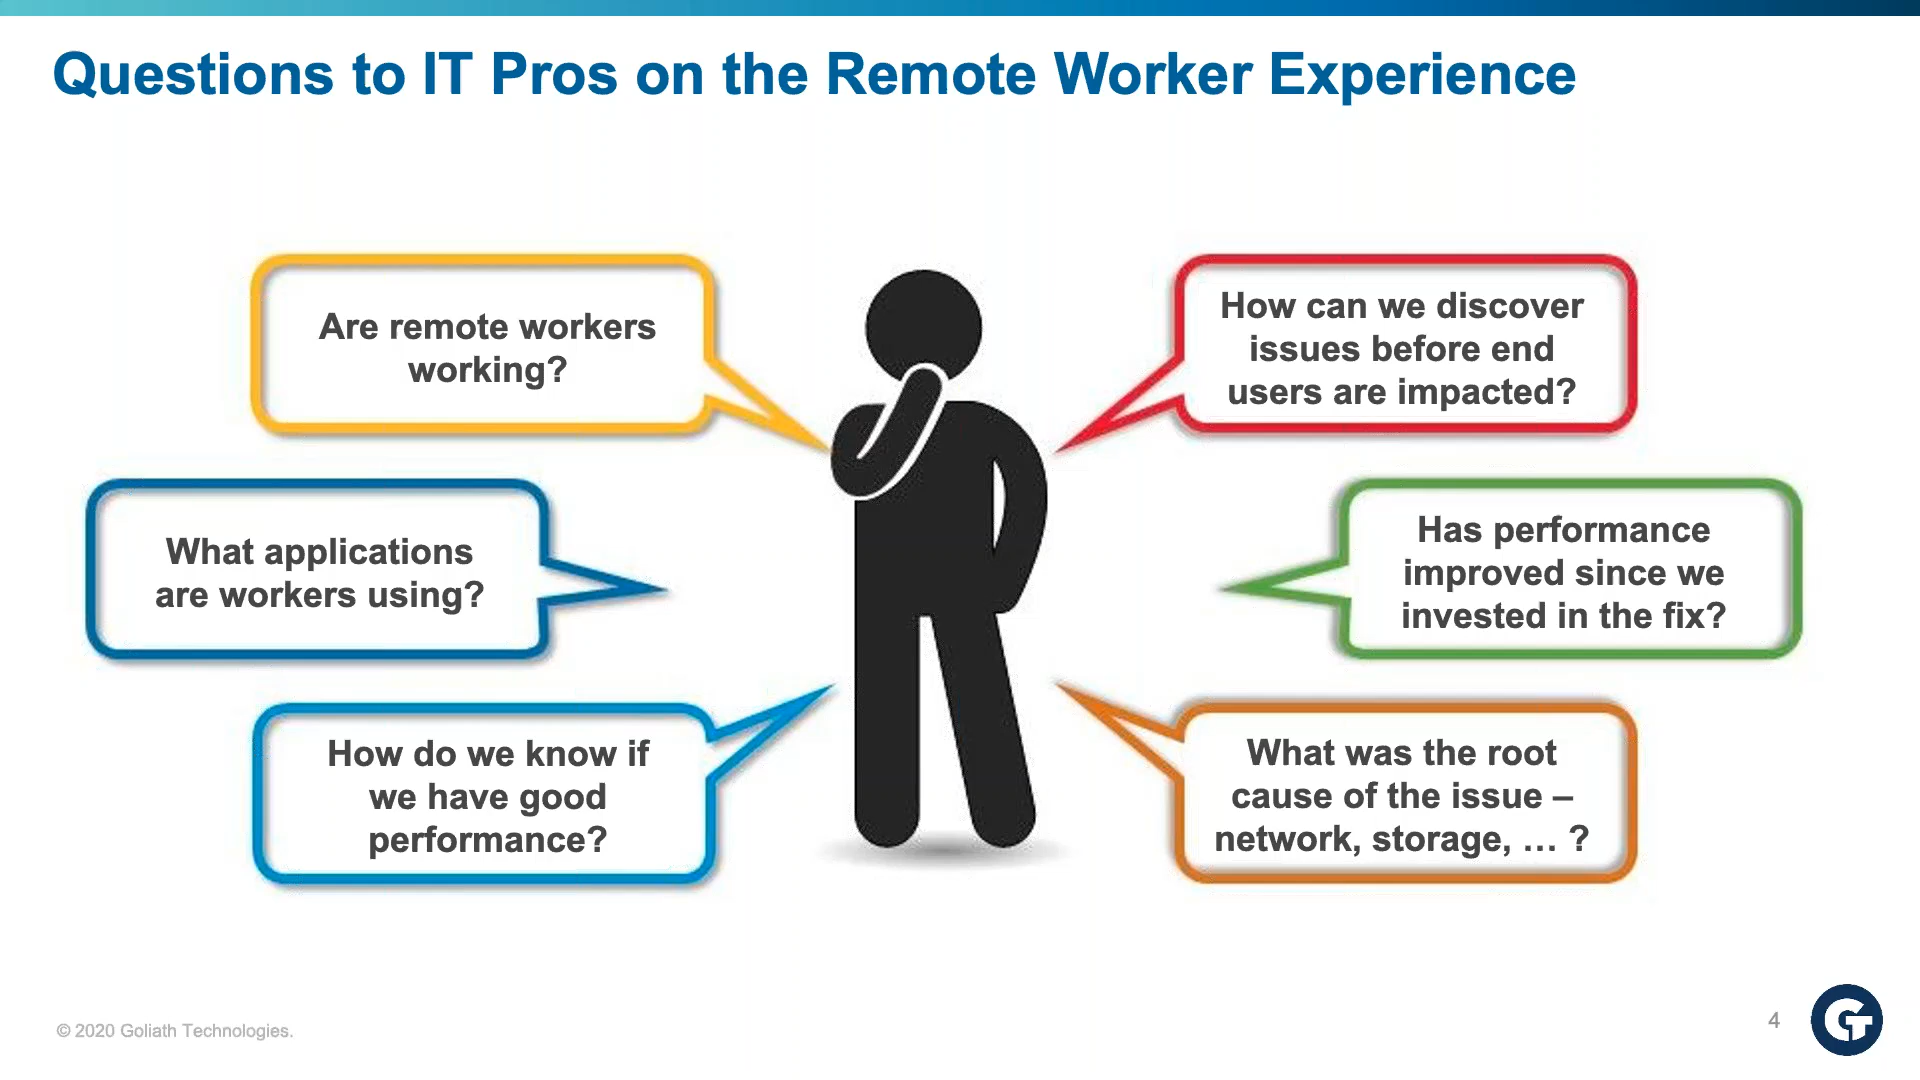 Questions to IT Pros on the Remote Worker Experience
Are remote workers
working?
How can we discover
issues before end
users are impacted?
What applications
are workers using?
Has performance
improved since we
invested in the fix?
How do we know if
we have good
performance?
What was the root
cause of the issue –
network, storage, … ?
© 2020 Goliath Technologies.
4